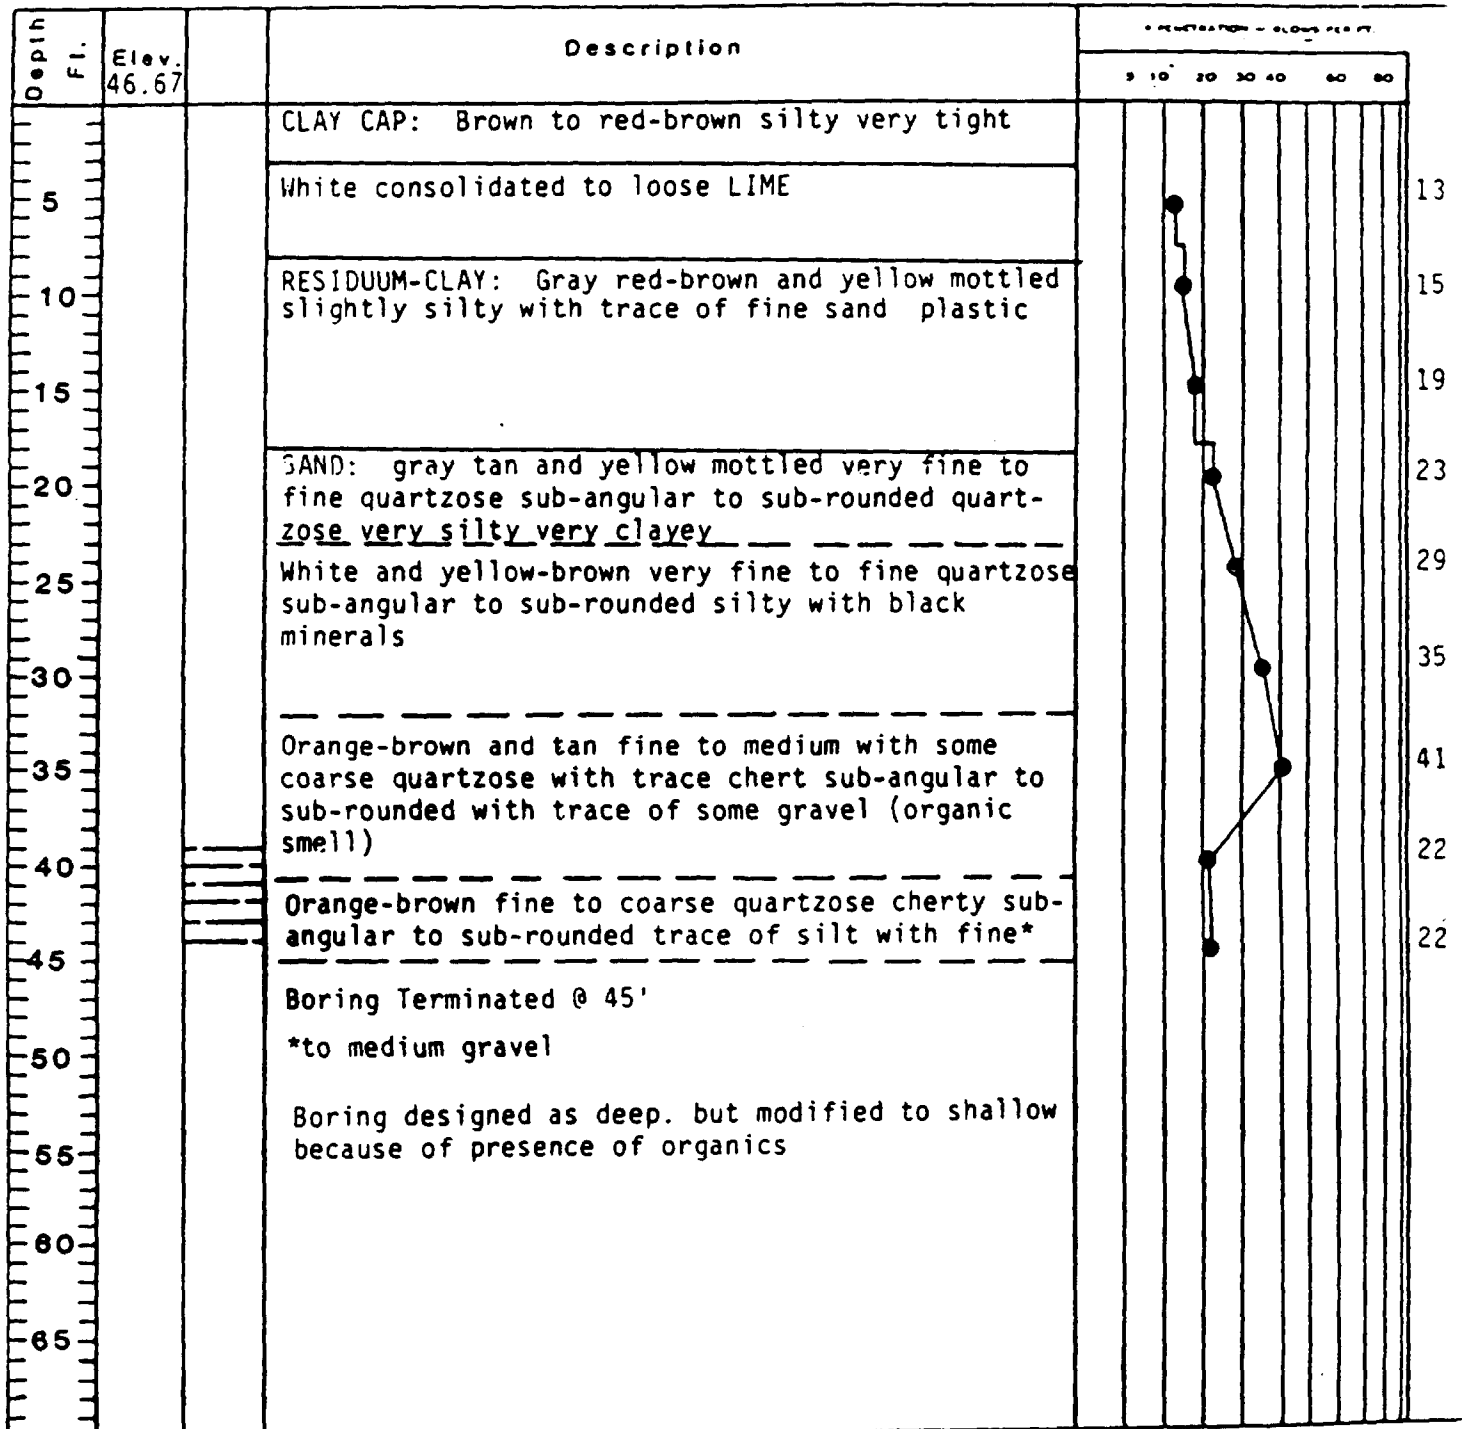 Depth Ft.
Elev.
46.67
Description
PENETRATION - BLOWS PER FT.
5 10 20 30 40 60 80
CLAY CAP: Brown to red-brown silty very tight
White consolidated to loose LIME
13
5
RESIDUUM-CLAY: Gray red-brown and yellow mottled
slightly silty with trace of fine sand plastic
15
10
19
15
SAND: gray tan and yellow mottled very fine to
fine quartzose sub-angular to sub-rounded quart-
zose very silty very clayey
23
20
White and yellow-brown very fine to fine quartzose
sub-angular to sub-rounded silty with black
minerals
29
25
35
30
Orange-brown and tan fine to medium with some
coarse quartzose with trace chert sub-angular to
sub-rounded with trace of some gravel (organic
smell)
41
35
22
40
Orange-brown fine to coarse quartzose cherty sub-
angular to sub-rounded trace of silt with fine*
22
45
Boring Terminated @ 45'
*to medium gravel
50
Boring designed as deep. but modified to shallow
because of presence of organics
55
60
65